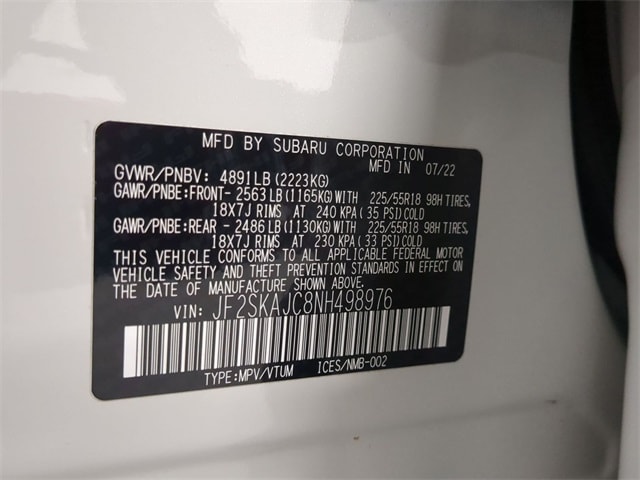 MFD BY SUBARU CORPORATION
MFD IN 07/22
GVWR/PNBV: 4891LB (2223KG)
GAWR/PNBE:FRONT- 2563LB (1165KG)WITH 225/55R18 98H TIRES,
18X7J RIMS AT 240 KPA ( 35 PSI)COLD
GAWR/PNBE:REAR - 2486LB (1130KG)WITH 225/55R18 98H TIRES,
18X7J RIMS AT 230 KPA ( 33 PSI)COLD
THIS VEHICLE CONFORMS TO ALL APPLICABLE FEDERAL MOTOR
VEHICLE SAFETY AND THEFT PREVENTION STANDARDS IN EFFECT ON
THE DATE OF MANUFACTURE SHOWN ABOVE.
VIN: JF2SKAJC8NH498976
TYPE:MPV/VTUM ICES/NMB-002